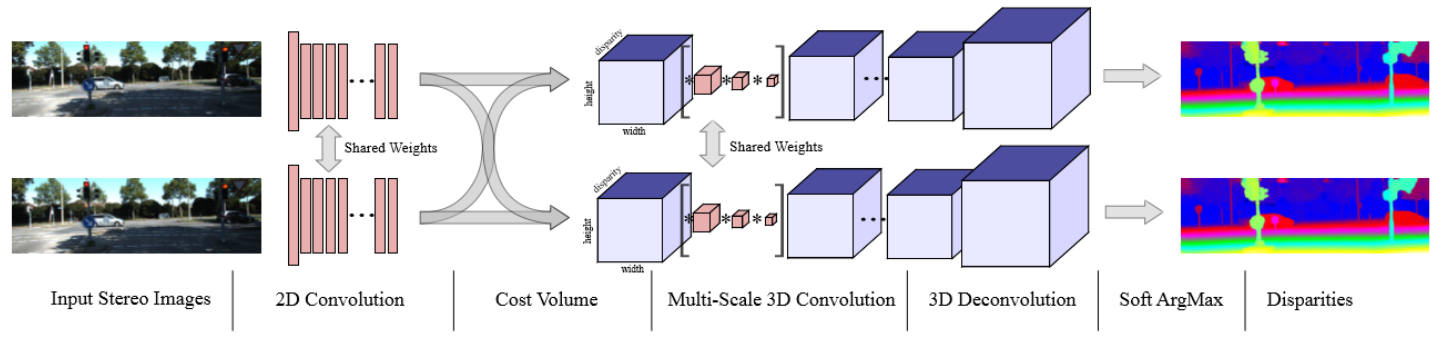 disparity
height
width
* * *
Shared Weights
Shared Weights
disparity
height
width
* * *
Input Stereo Images
2D Convolution
Cost Volume
Multi-Scale 3D Convolution
3D Deconvolution
Soft ArgMax
Disparities